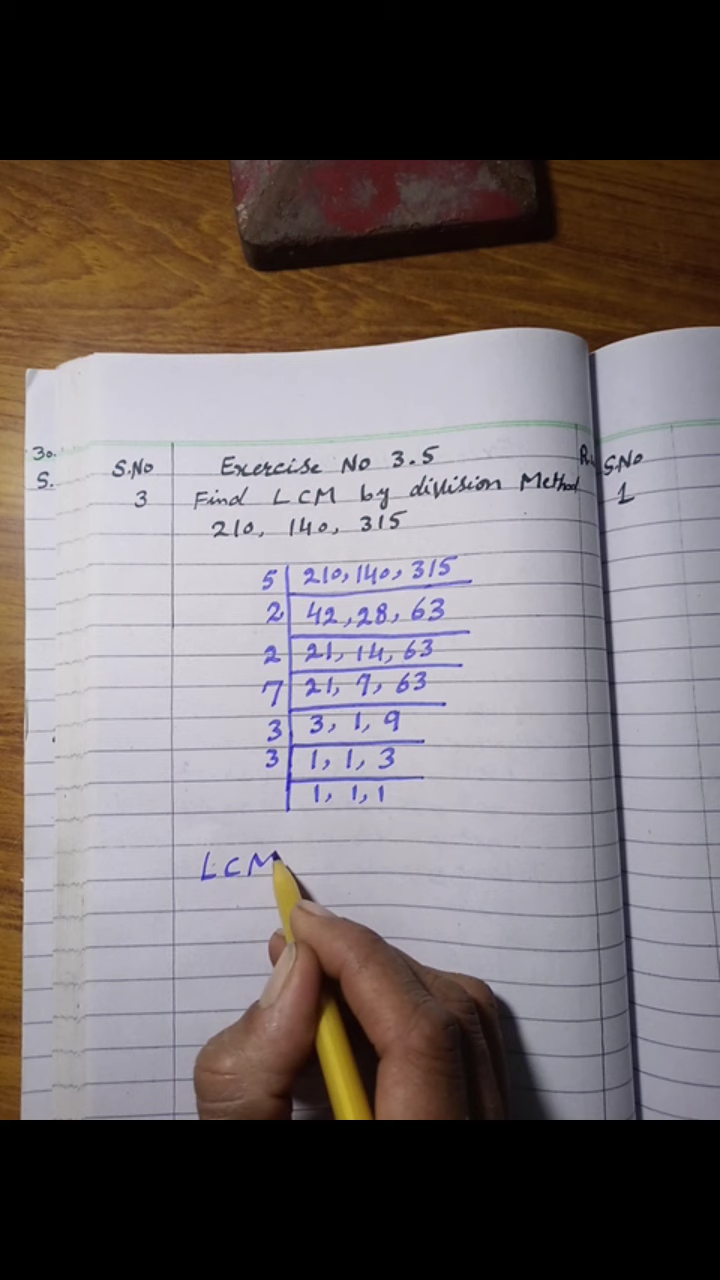 30.
S.
S.No
Exercise No 3.5
3 Find LCM by division Method
210, 140, 315
5 | 210, 140, 315
2 | 42, 28, 63
2 | 21, 14, 63
7 | 21, 7, 63
3 | 3, 1, 9
3 | 1, 1, 3
1, 1, 1
LCM
S.No
1